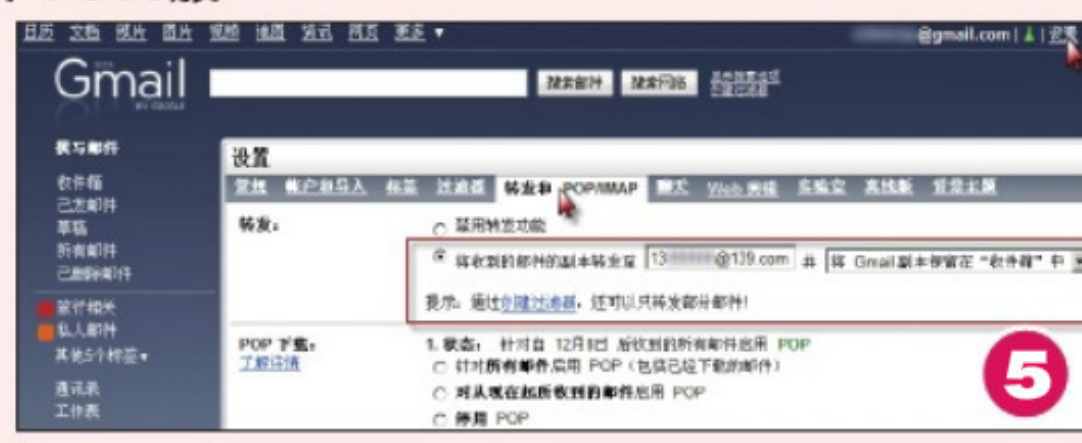 日历 文档 照片 图片 视频 地图 资讯 网页 更多 ▼
@gmail.com | | 设置
Gmail
BY GOOGLE
搜索邮件 搜索网络
撰写邮件
收件箱
已发邮件
草稿
所有邮件
已删除邮件
旅行相关
私人邮件
其他5个标签▼
通讯录
工作表
设置
常规 帐户和导入 标签 过滤器 转发和 POP/IMAP 聊天 Web 剪辑 实验室 离线版 背景主题
转发:
禁用转发功能
将收到的邮件的副本转发至 13 @139.com 并 将 Gmail 副本保留在“收件箱”中
提示: 通过创建过滤器,还可以只转发部分邮件!
POP 下载:
了解详情
1. 状态: 针对自 12月8日 后收到的所有邮件启用 POP
针对所有邮件启用 POP (包括已经下载的邮件)
对从现在起所收到的邮件启用 POP
停用 POP
5